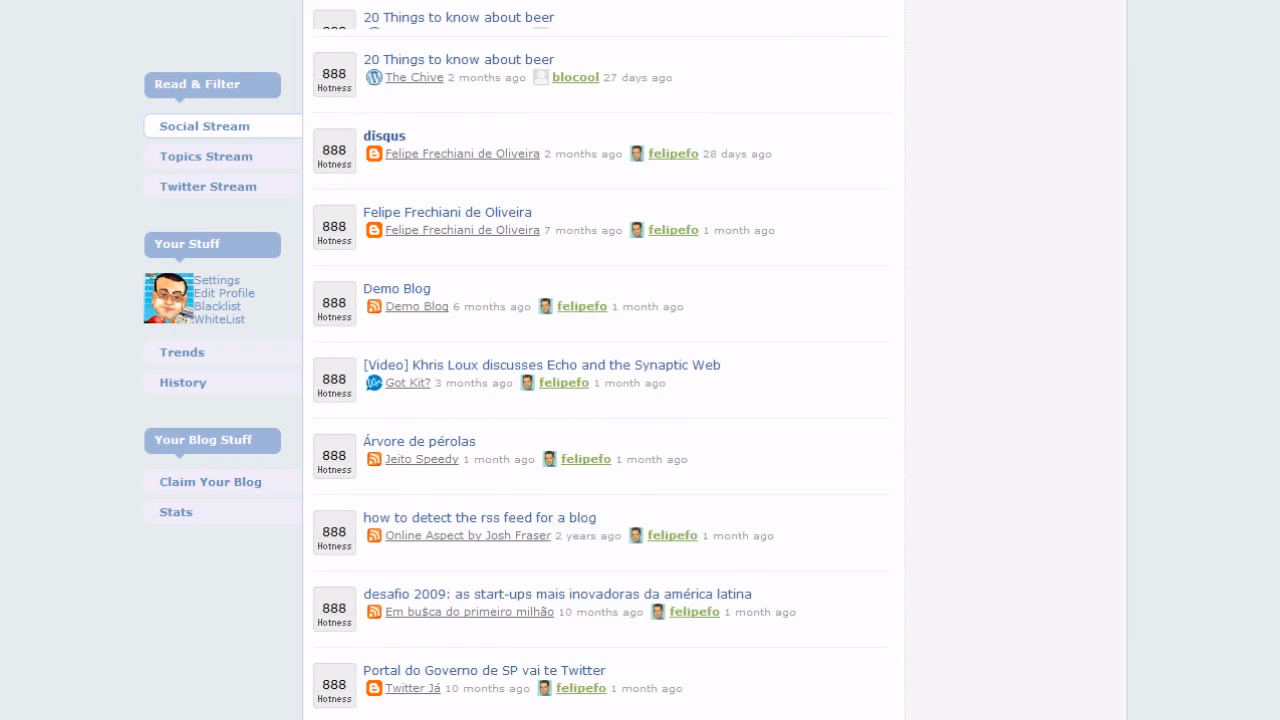 20 Things to know about beer
Read & Filter
Social Stream
Topics Stream
Twitter Stream
Your Stuff
Settings
Edit Profile
Blacklist
WhiteList
Trends
History
Your Blog Stuff
Claim Your Blog
Stats
888 Hotness
20 Things to know about beer
The Chive 2 months ago blocool 27 days ago
888 Hotness
disqus
Felipe Frechiani de Oliveira 2 months ago felipefo 28 days ago
888 Hotness
Felipe Frechiani de Oliveira
Felipe Frechiani de Oliveira 7 months ago felipefo 1 month ago
888 Hotness
Demo Blog
Demo Blog 6 months ago felipefo 1 month ago
888 Hotness
[Video] Khris Loux discusses Echo and the Synaptic Web
Got Kit? 3 months ago felipefo 1 month ago
888 Hotness
Árvore de pérolas
Jeito Speedy 1 month ago felipefo 1 month ago
888 Hotness
how to detect the rss feed for a blog
Online Aspect by Josh Fraser 2 years ago felipefo 1 month ago
888 Hotness
desafio 2009: as start-ups mais inovadoras da américa latina
Em bu$ca do primeiro milhão 10 months ago felipefo 1 month ago
888 Hotness
Portal do Governo de SP vai te Twitter
Twitter Já 10 months ago felipefo 1 month ago